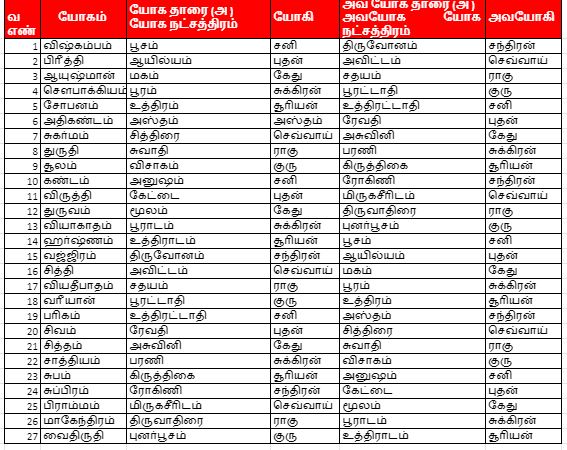 வ எண் யோகம் யோக தாரை (அ) யோக நட்சத்திரம் யோகி அவ யோக தாரை (அ) அவயோக யோக நட்சத்திரம் அவயோகி
1 விஷ்கம்பம் பூசம் சனி திருவோனம் சந்திரன்
2 பிரீத்தி ஆயில்யம் புதன் அவிட்டம் செவ்வாய்
3 ஆயுஷ்மான் மகம் கேது சதயம் ராகு
4 சௌபாக்கியம் பூரம் சுக்கிரன் பூரட்டாதி குரு
5 சோபனம் உத்திரம் சூரியன் உத்திரட்டாதி சனி
6 அதிகண்டம் அஸ்தம் அஸ்தம் ரேவதி புதன்
7 சுகர்மம் சித்திரை செவ்வாய் அசுவினி கேது
8 துருதி சுவாதி ராகு பரணி சுக்கிரன்
9 சூலம் விசாகம் குரு கிருத்திகை சூரியன்
10 கண்டம் அனுஷம் சனி ரோகிணி சந்திரன்
11 விருத்தி கேட்டை புதன் மிருகசீரிடம் செவ்வாய்
12 துருவம் மூலம் கேது திருவாதிரை ராகு
13 வியாகாதம் பூராடம் சுக்கிரன் புனர்பூசம் குரு
14 ஹர்ஷ்ணம் உத்திராடம் சூரியன் பூசம் சனி
15 வஜ்ஜிரம் திருவோனம் சந்திரன் ஆயில்யம் புதன்
16 சித்தி அவிட்டம் செவ்வாய் மகம் கேது
17 வியதீபாதம் சதயம் ராகு பூரம் சுக்கிரன்
18 வரீயான் பூரட்டாதி குரு உத்திரம் சூரியன்
19 பரிகம் உத்திரட்டாதி சனி அஸ்தம் சந்திரன்
20 சிவம் ரேவதி புதன் சித்திரை செவ்வாய்
21 சித்தம் அசுவினி கேது சுவாதி ராகு
22 சாத்தியம் பரணி சுக்கிரன் விசாகம் குரு
23 சுபம் கிருத்திகை சூரியன் அனுஷம் சனி
24 சுப்பிரம் ரோகிணி சந்திரன் கேட்டை புதன்
25 பிராம்மம் மிருகசீரிடம் செவ்வாய் மூலம் கேது
26 மாகேந்திரம் திருவாதிரை ராகு பூராடம் சுக்கிரன்
27 வைதிருதி புனர்பூசம் குரு உத்திராடம் சூரியன்